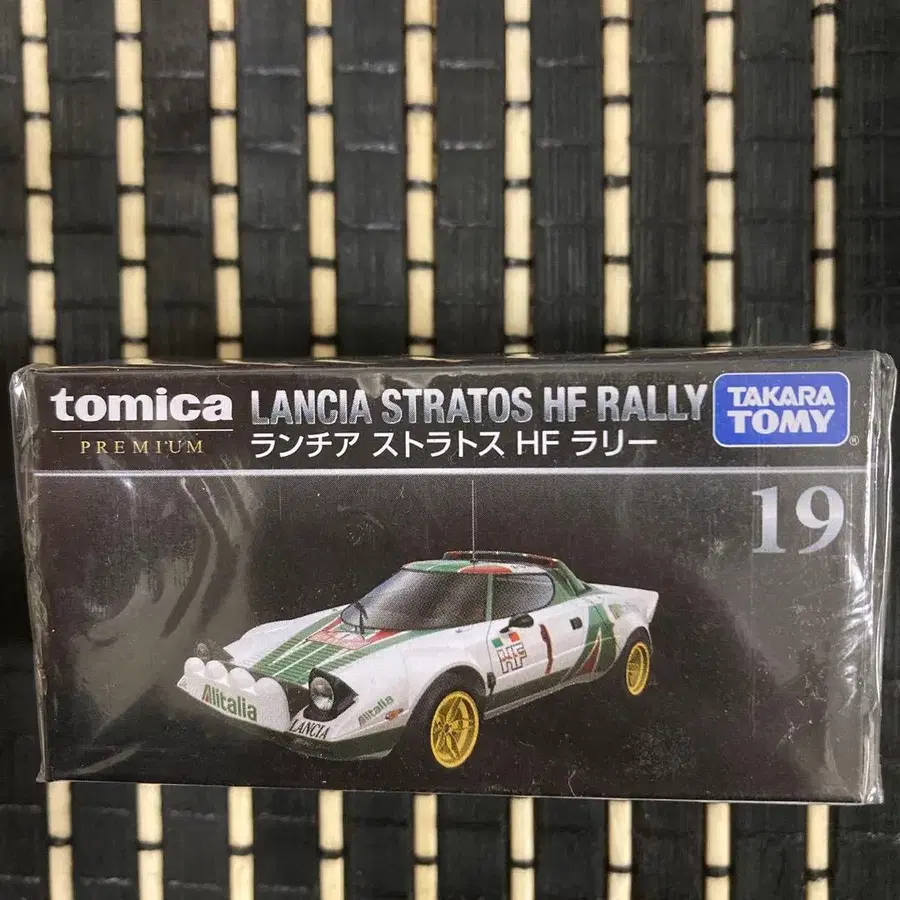 tomica
PREMIUM
LANCIA STRATOS HF RALLY
ランチア ストラトス HF ラリー
TAKARA
TOMY
®
19
1
HF
Alitalia
LANCIA
Alitalia